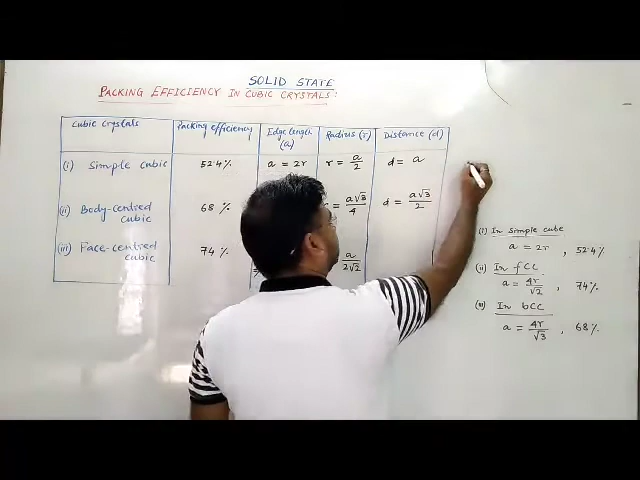 SOLID STATE
PACKING EFFICIENCY IN CUBIC CRYSTALS:
Cubic crystals Packing efficiency Edge length (a) Radius (r) Distance (d)
(i) Simple cubic 52.4% a = 2r r = a/2 d = a
(ii) Body-centred cubic 68% = a√3/4 d = a√3/2
(iii) Face-centred cubic 74% a/2√2
(i) In simple cube
a = 2r, 52.4%
(ii) In fCC
a = 4r/√2, 74%
(iii) In bCC
a = 4r/√3, 68%